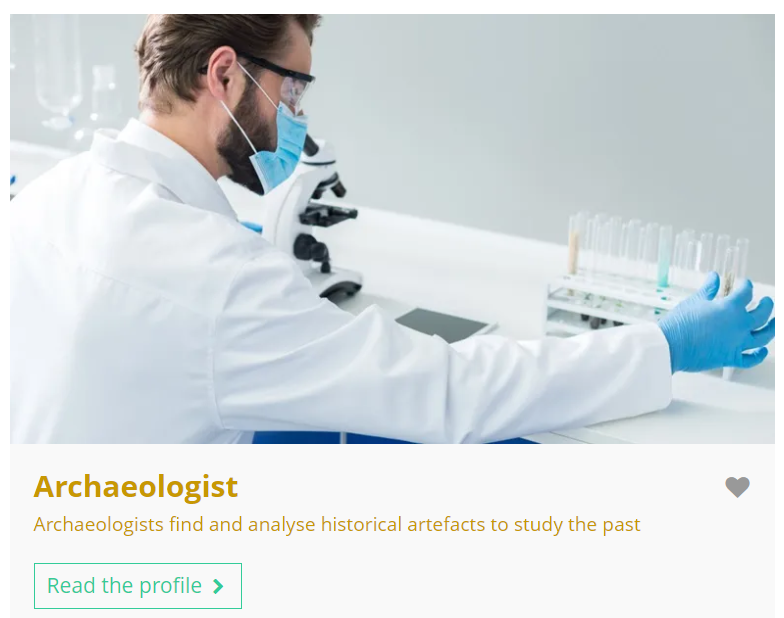 Archaeologist
Archaeologists find and analyse historical artefacts to study the past
Read the profile